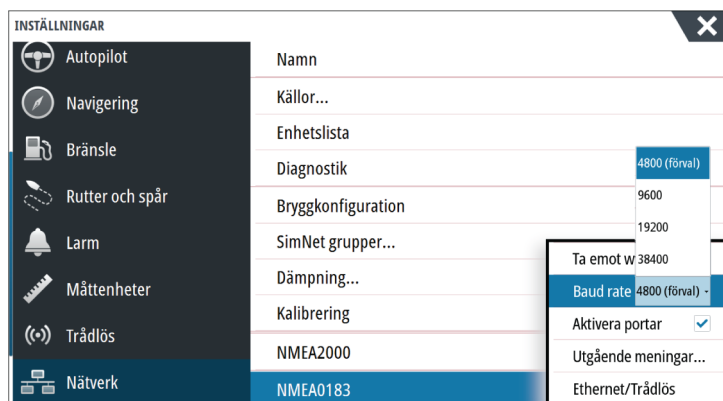 INSTÄLLNINGAR
Autopilot
Navigering
Bränsle
Rutter och spår
Larm
Måttenheter
Trådlös
Nätverk
Namn
Källor...
Enhetslista
Diagnostik
Bryggkonfiguration
SimNet grupper...
Dämpning...
Kalibrering
NMEA2000
NMEA0183
4800 (förval)
9600
19200
38400
Ta emot
Baud rate 4800 (förval)
Aktivera portar
Utgående meningar...
Ethernet/Trådlös